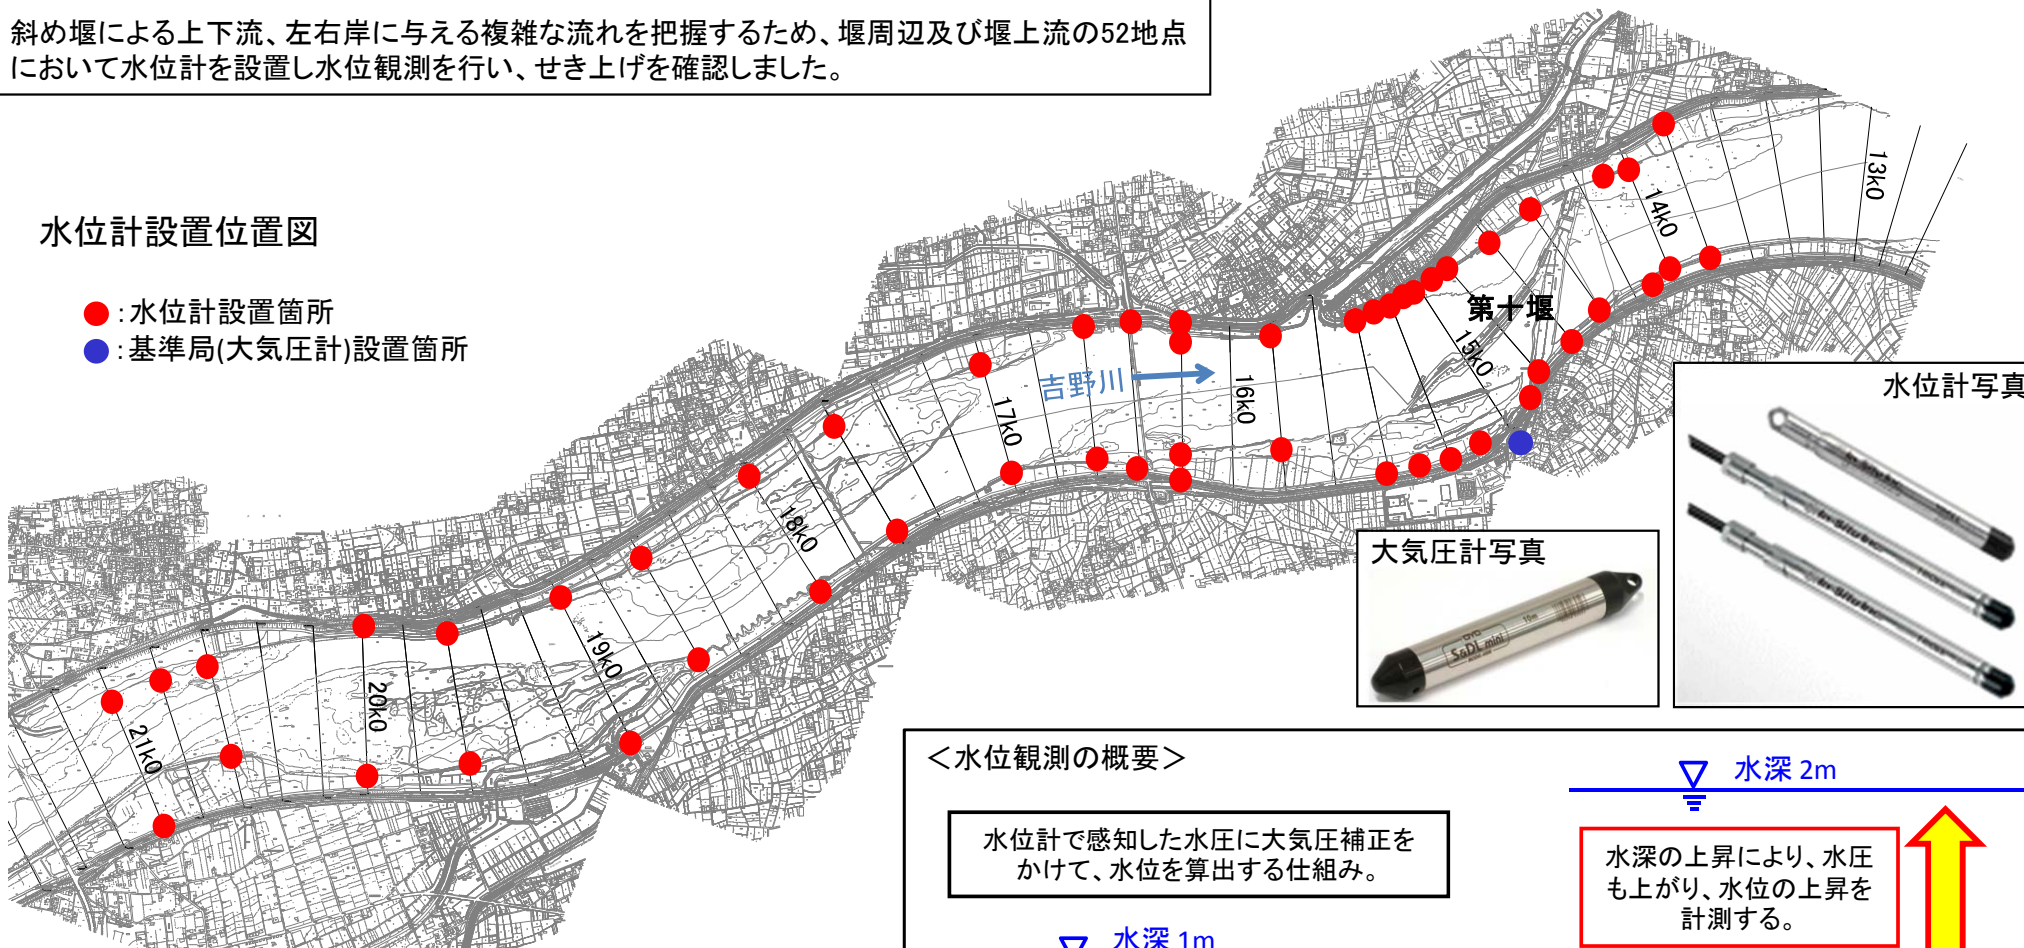 斜め堰による上下流、左右岸に与える複雑な流れを把握するため、堰周辺及び堰上流の52地点
において水位計を設置し水位観測を行い、せき上げを確認しました。
水位計設置位置図
：水位計設置箇所
：基準局(大気圧計)設置箇所
13k0
14k0
第十堰
15k0
吉野川
16k0
17k0
18k0
19k0
20k0
21k0
水位計写真
In-Situ
In-Situ
大気圧計写真
S&DL mini
10m
＜水位観測の概要＞
水深 2m
水位計で感知した水圧に大気圧補正を
かけて、水位を算出する仕組み。
水深の上昇により、水圧
も上がり、水位の上昇を
計測する。
水深 1m